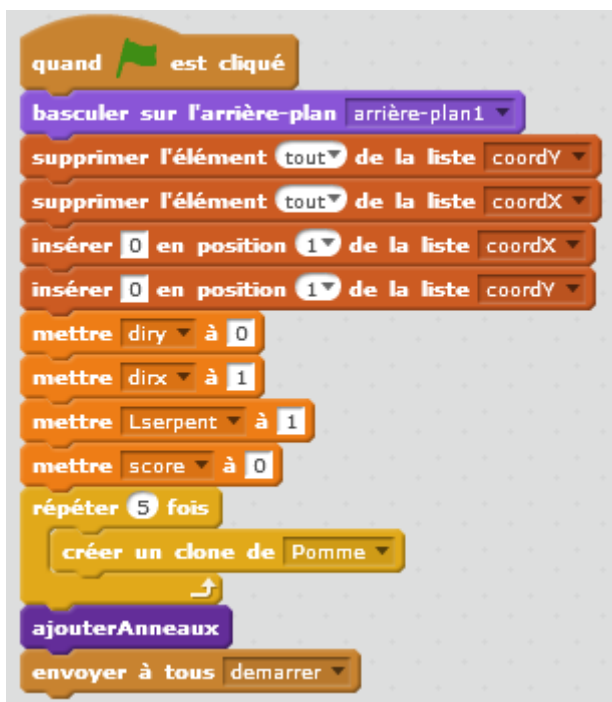 quand est cliqué
basculer sur l'arrière-plan arrière-plan1
supprimer l'élément tout de la liste coordY
supprimer l'élément tout de la liste coordX
insérer 0 en position 1 de la liste coordX
insérer 0 en position 1 de la liste coordY
mettre diry à 0
mettre dirx à 1
mettre Lserpent à 1
mettre score à 0
répéter 5 fois
créer un clone de Pomme
ajouterAnneaux
envoyer à tous demarrer